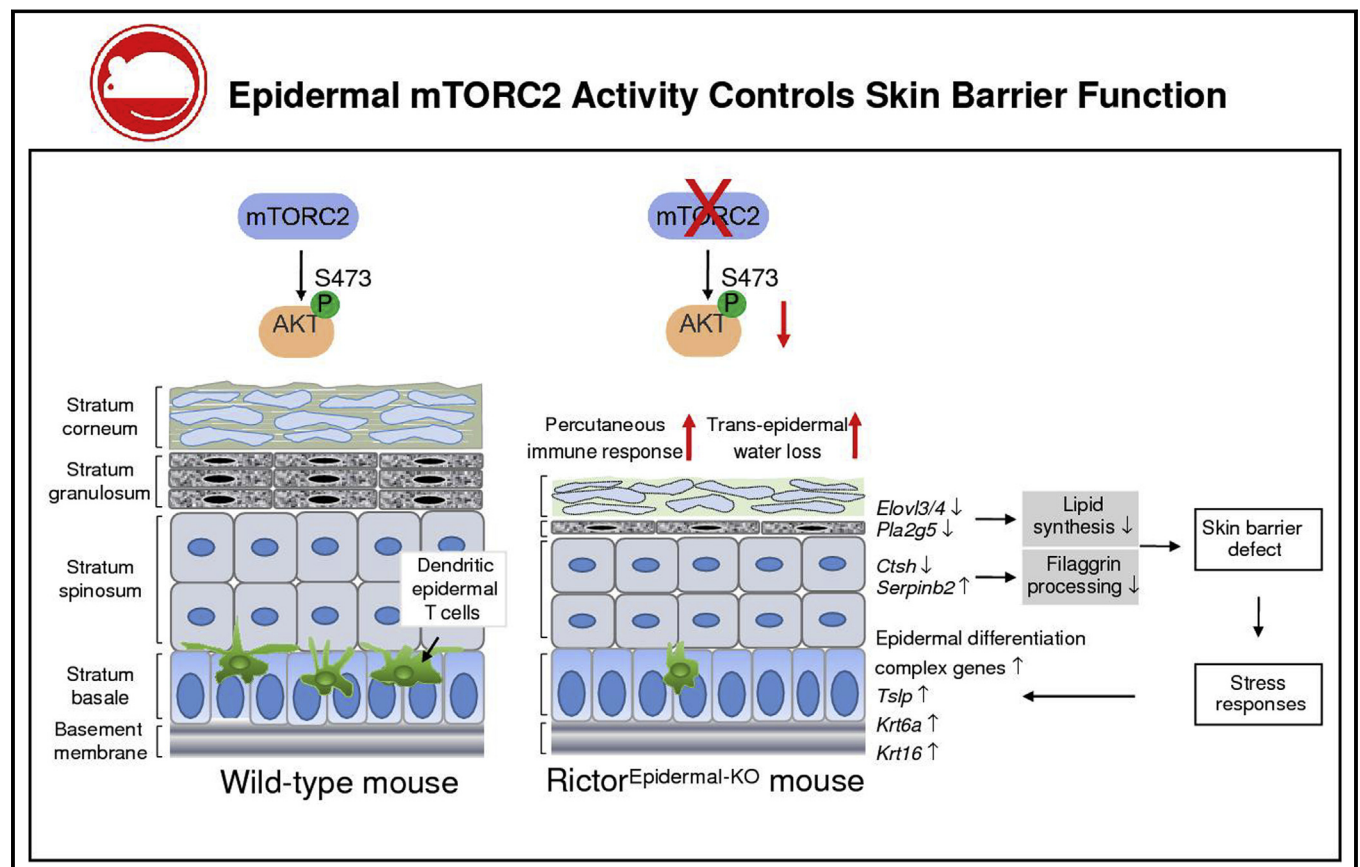 Epidermal mTORC2 Activity Controls Skin Barrier Function
mTORC2
S473
P
AKT
mTORC2
S473
P
AKT
Stratum
corneum
Stratum
granulosum
Stratum
spinosum
Stratum
basale
Basement
membrane
Dendritic
epidermal
T cells
Wild-type mouse
Percutaneous
immune response
Trans-epidermal
water loss
Elovl3/4 ↓
Pla2g5 ↓
Ctsh ↓
Serpinb2 ↑
Lipid
synthesis ↓
Filaggrin
processing ↓
Skin barrier
defect
Stress
responses
Epidermal differentiation
complex genes ↑
Tslp ↑
Krt6a ↑
Krt16 ↑
Rictor^Epidermal-KO mouse